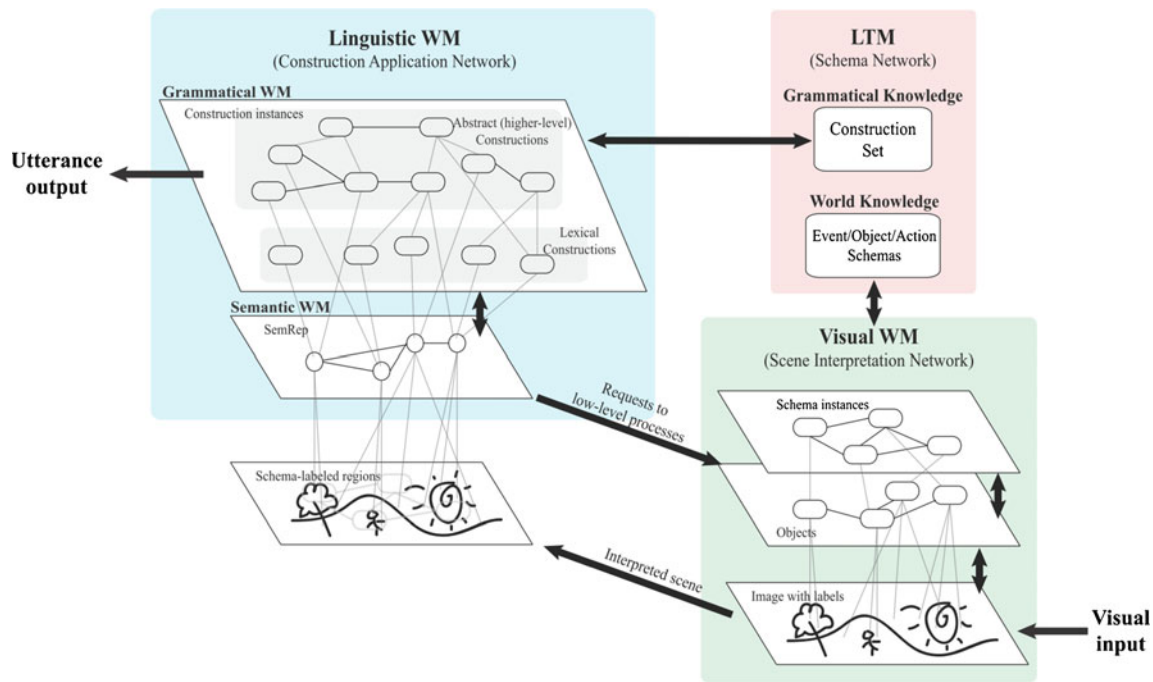 Linguistic WM
(Construction Application Network)
Grammatical WM
Construction instances
Abstract (higher-level)
Constructions
Lexical
Constructions
Utterance
output
Semantic WM
SemRep
LTM
(Schema Network)
Grammatical Knowledge
Construction
Set
World Knowledge
Event/Object/Action
Schemas
Visual WM
(Scene Interpretation Network)
Schema instances
Objects
Image with labels
Requests to
low-level processes
Schema-labeled regions
Interpreted scene
Visual
input